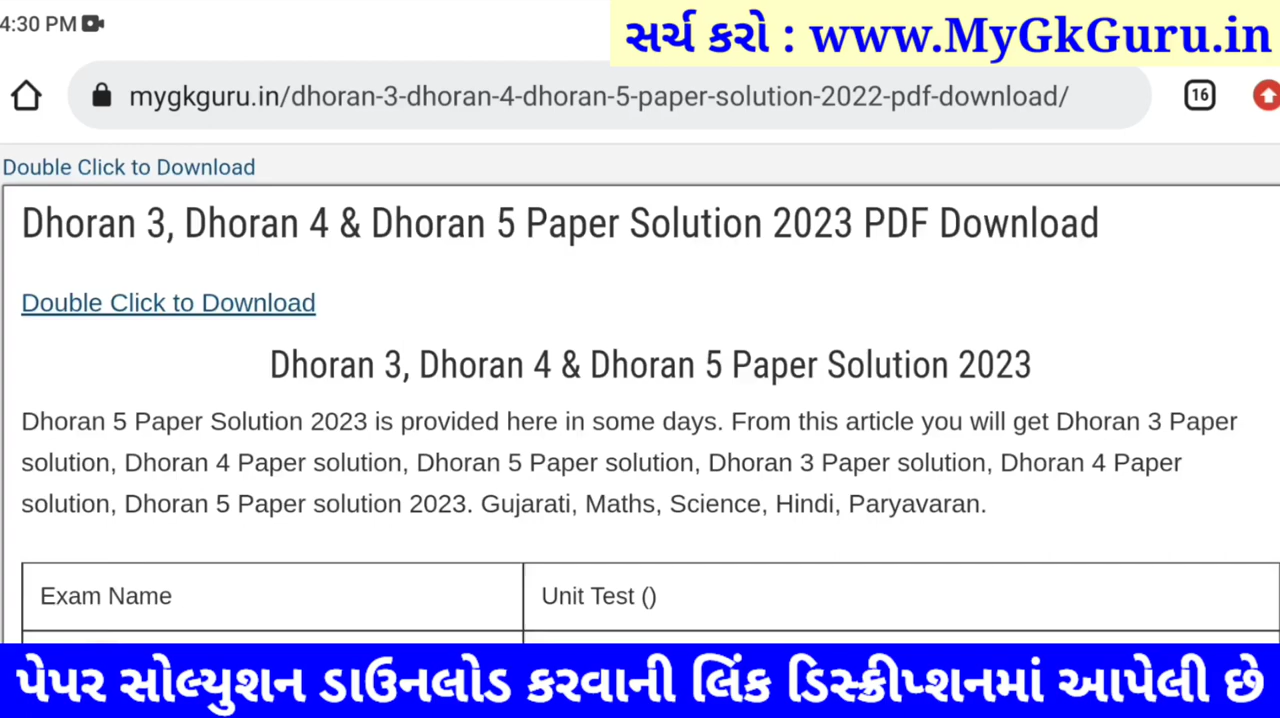 4:30 PM
સર્ચ કરો : www.MyGkGuru.in
mygkguru.in/dhoran-3-dhoran-4-dhoran-5-paper-solution-2022-pdf-download/
16
Double Click to Download
Dhoran 3, Dhoran 4 & Dhoran 5 Paper Solution 2023 PDF Download
Double Click to Download
Dhoran 3, Dhoran 4 & Dhoran 5 Paper Solution 2023
Dhoran 5 Paper Solution 2023 is provided here in some days. From this article you will get Dhoran 3 Paper
solution, Dhoran 4 Paper solution, Dhoran 5 Paper solution, Dhoran 3 Paper solution, Dhoran 4 Paper
solution, Dhoran 5 Paper solution 2023. Gujarati, Maths, Science, Hindi, Paryavaran.
Exam Name
Unit Test ()
પેપર સોલ્યુશન ડાઉનલોડ કરવાની લિંક ડિસ્ક્રીપ્શનમાં આપેલી છે